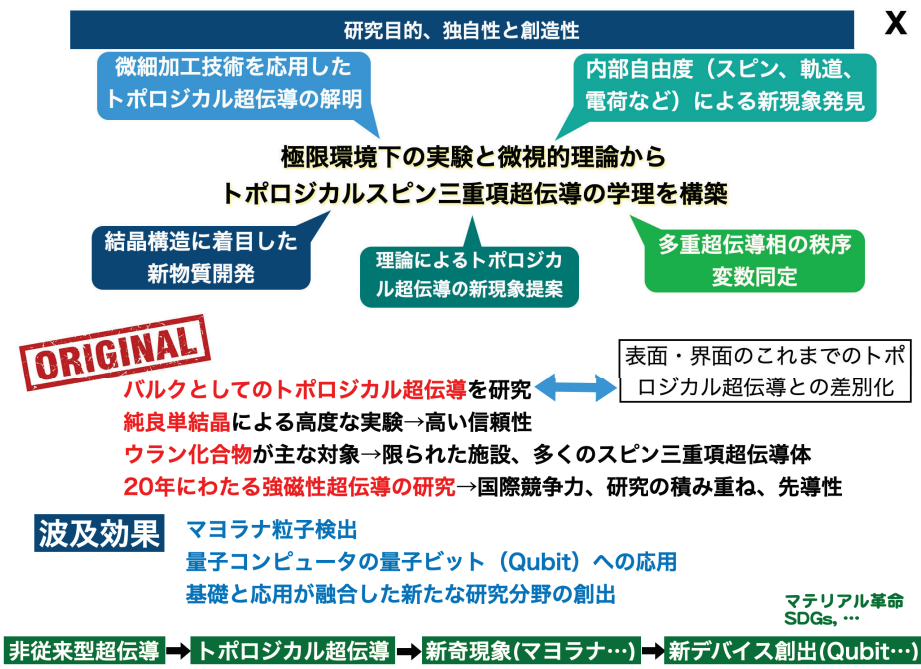 研究目的、独自性と創造性
X
微細加工技術を応用した
トポロジカル超伝導の解明
内部自由度（スピン、軌道、
電荷など）による新現象発見
極限環境下の実験と微視的理論から
トポロジカルスピン三重項超伝導の学理を構築
結晶構造に着目した
新物質開発
理論によるトポロジカ
ル超伝導の新現象提案
多重超伝導相の秩序
変数同定
ORIGINAL
バルクとしてのトポロジカル超伝導を研究
表面・界面のこれまでのトポ
ロジカル超伝導との差別化
純良単結晶による高度な実験→高い信頼性
ウラン化合物が主な対象→限られた施設、多くのスピン三重項超伝導体
20年にわたる強磁性超伝導の研究→国際競争力、研究の積み重ね、先導性
波及効果
マヨラナ粒子検出
量子コンピュータの量子ビット（Qubit）への応用
基礎と応用が融合した新たな研究分野の創出
マテリアル革命
SDGs, …
非従来型超伝導➡トポロジカル超伝導➡新奇現象(マヨラナ…)➡新デバイス創出(Qubit…)